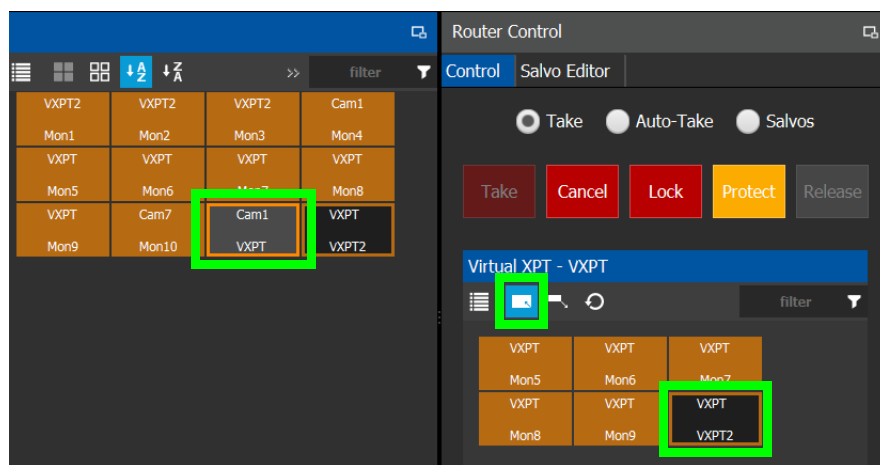 Router Control
Control Salvo Editor
filter
A
Z
Z
A
Take Auto-Take Salvos
VXPT2 VXPT2 VXPT2 Cam1
Mon1 Mon2 Mon3 Mon4
VXPT VXPT VXPT VXPT
Mon5 Mon6 Mon7 Mon8
VXPT Cam7 Cam1 VXPT
Mon9 Mon10 VXPT VXPT2
Take Cancel Lock Protect Release
Virtual XPT - VXPT
filter
VXPT VXPT VXPT
Mon5 Mon6 Mon7
VXPT VXPT VXPT
Mon8 Mon9 VXPT2